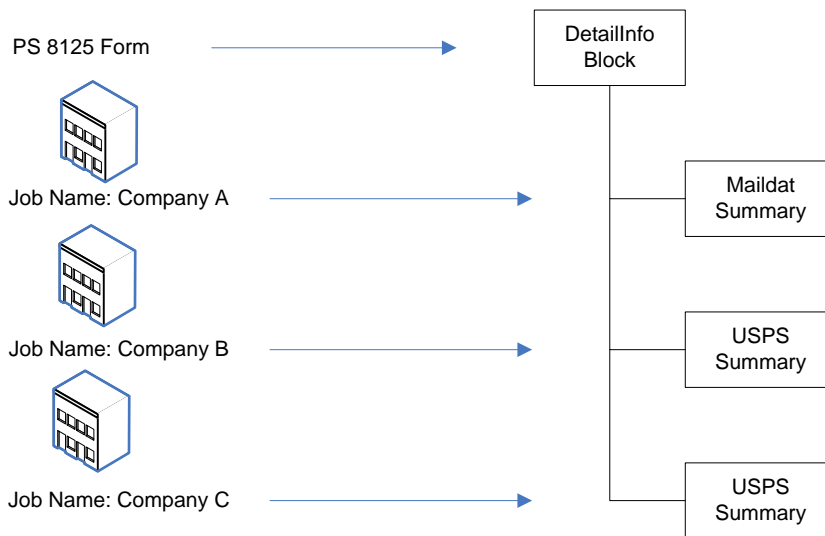 PS 8125 Form
DetailInfo
Block
Job Name: Company A
Maildat
Summary
Job Name: Company B
USPS
Summary
Job Name: Company C
USPS
Summary